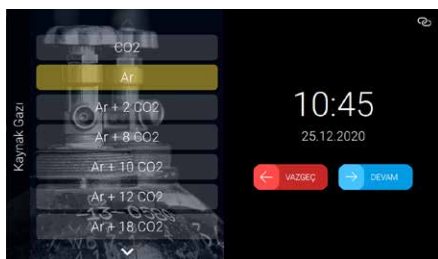 Kaynak Gazı
CO2
Ar
Ar + 2 CO2
Ar + 8 CO2
Ar + 10 CO2
Ar + 12 CO2
Ar + 18 CO2
10:45
25.12.2020
VAZGEÇ
DEVAM